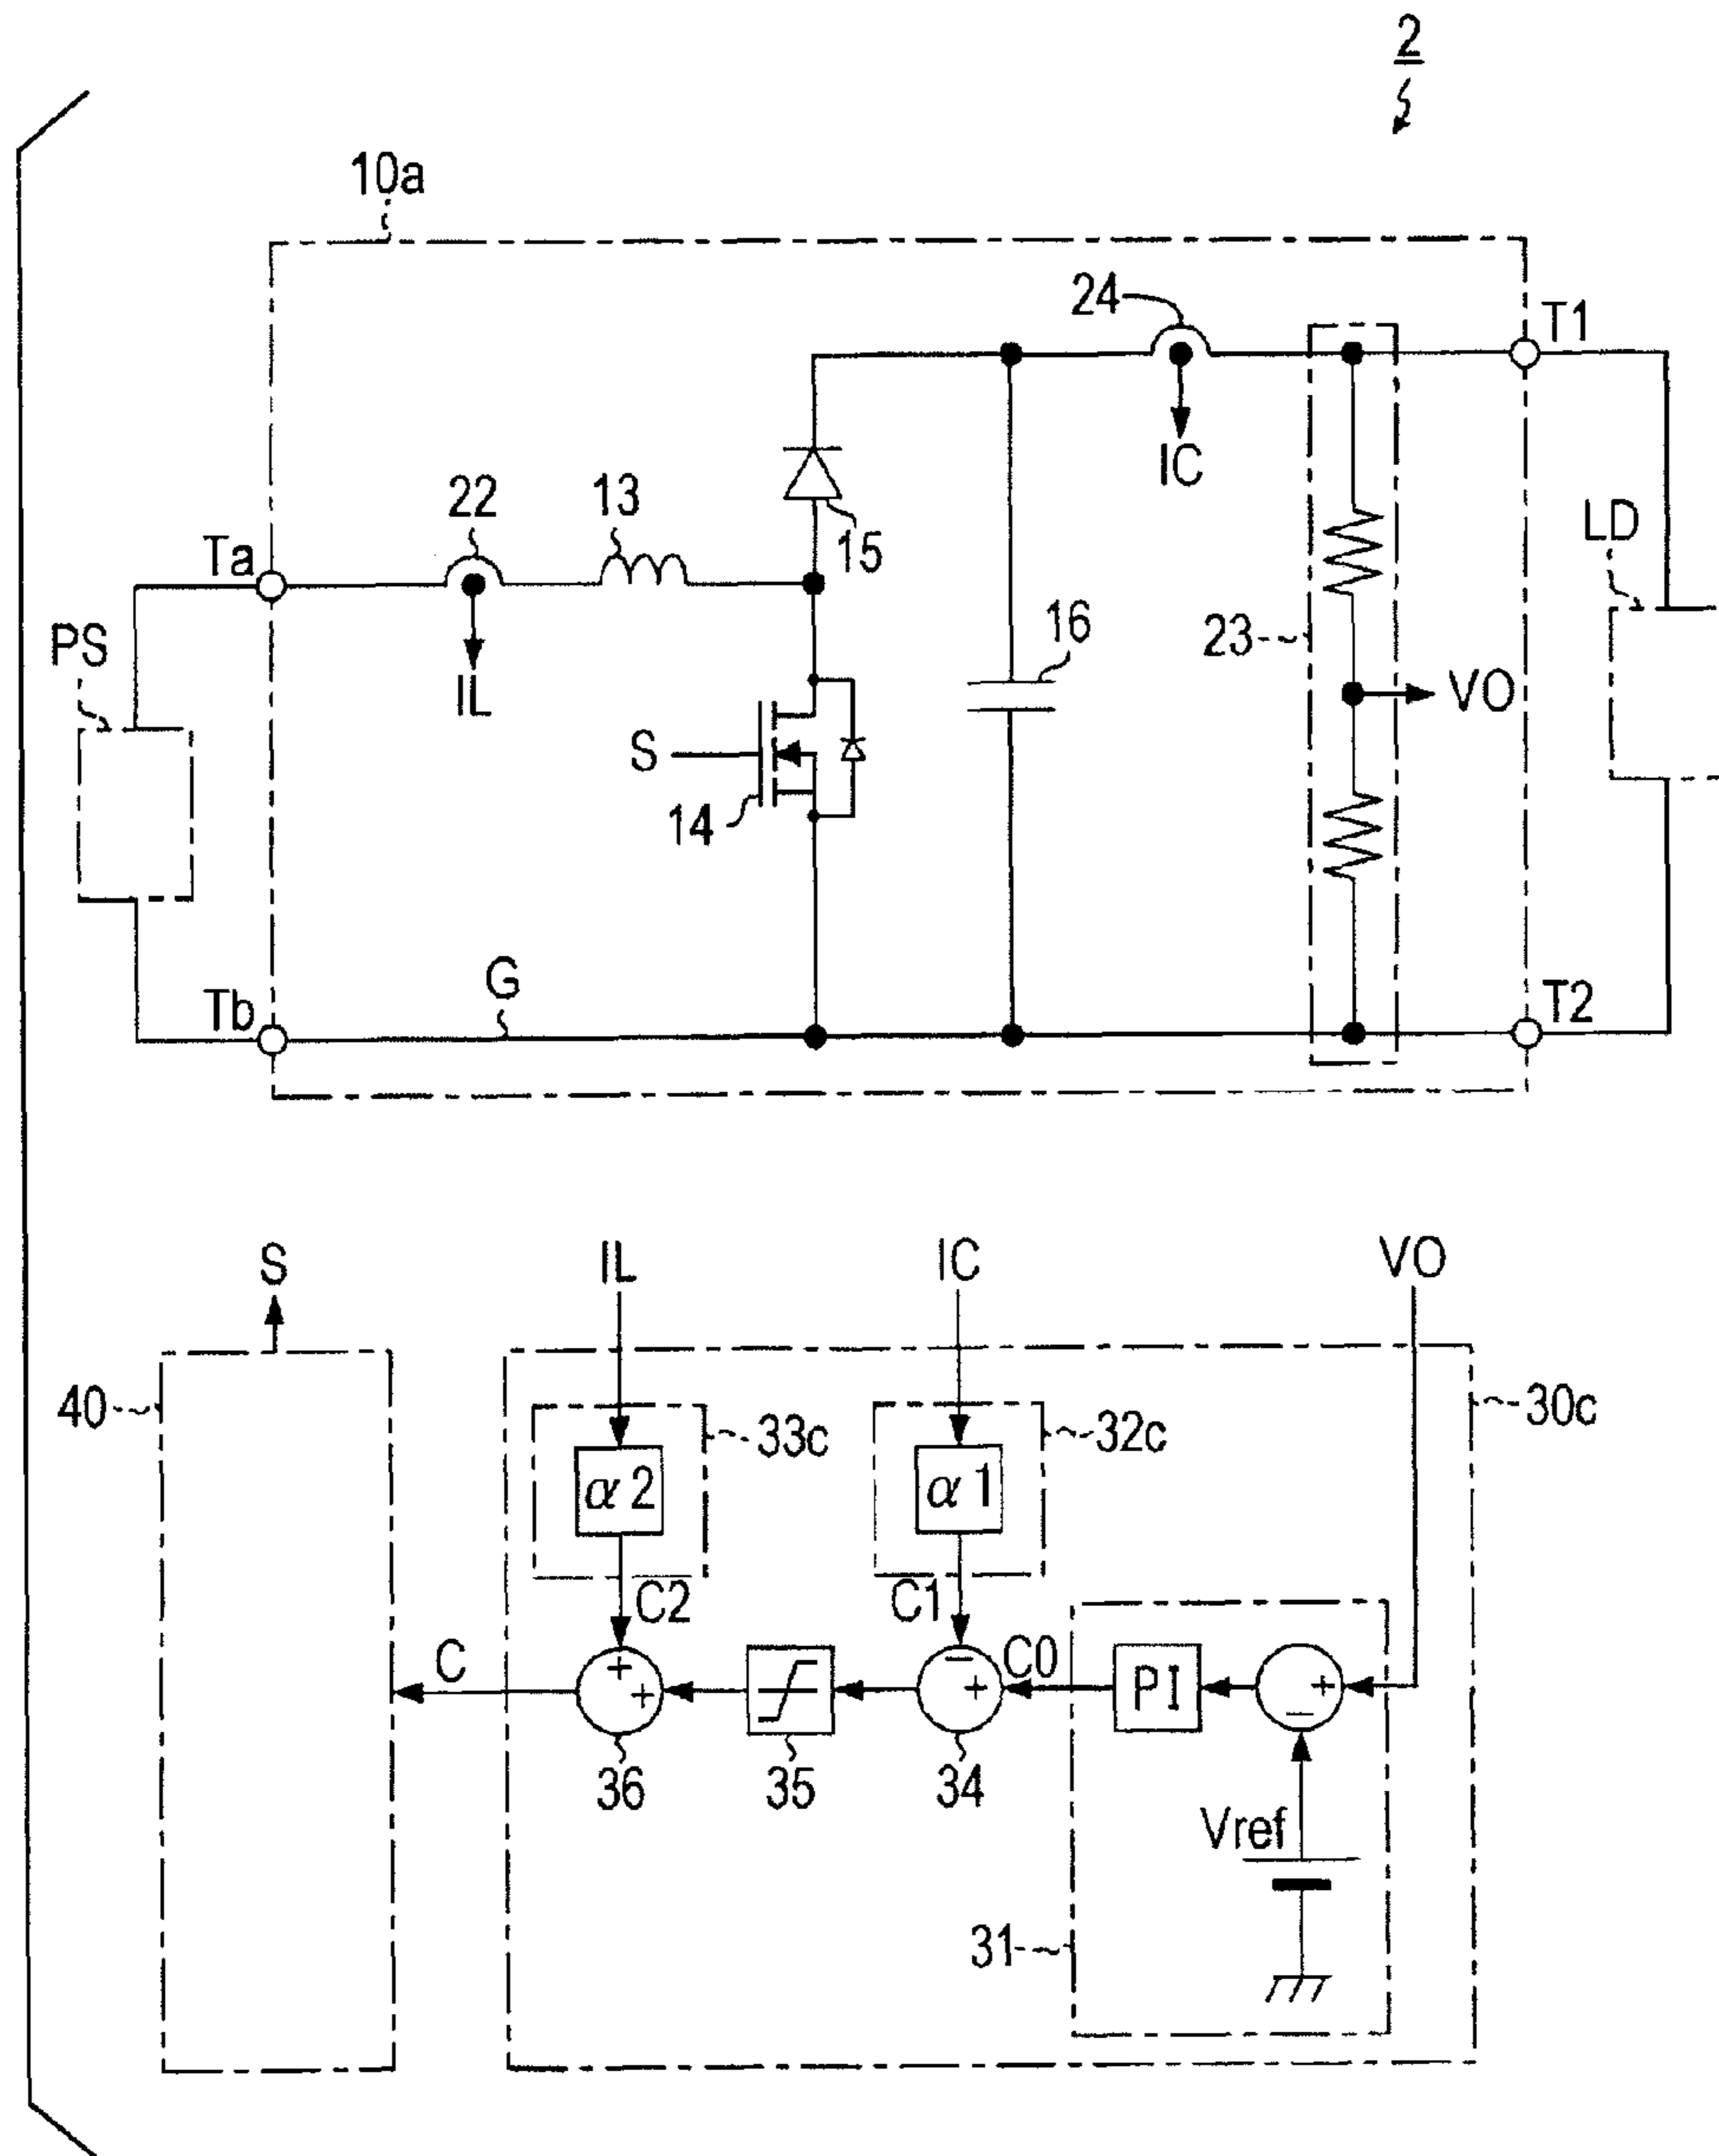 2
10a
24
T1
IC
22
13
15
LD
Ta
16
23
PS
IL
VO
S
14
G
Tb
T2
S
IL
IC
VO
40
33c
32c
30c
α2
α1
C2
C1
C0
C
+
+
−
+
PI
+
−
36
35
34
Vref
31